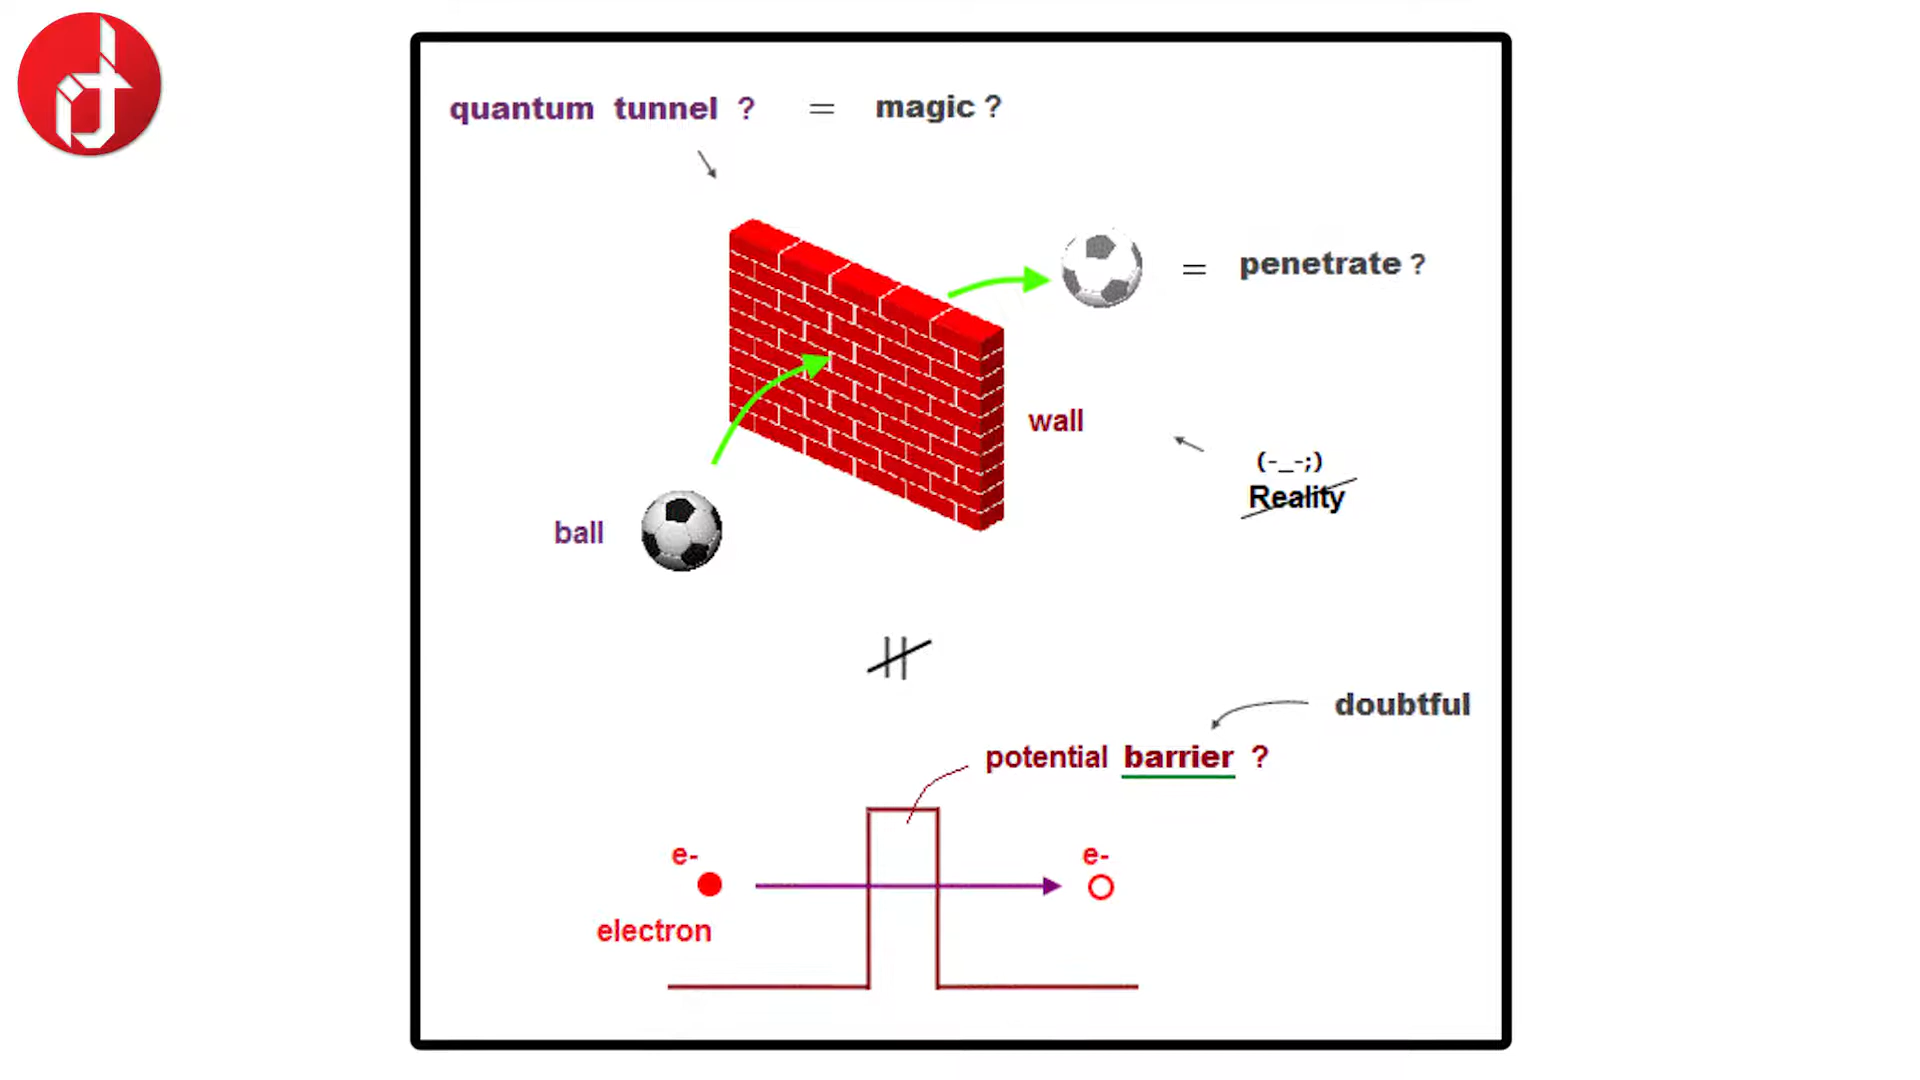 quantum tunnel ? = magic ?
= penetrate ?
wall
(-_-;)
Reality
ball
doubtful
potential barrier ?
e- e-
electron